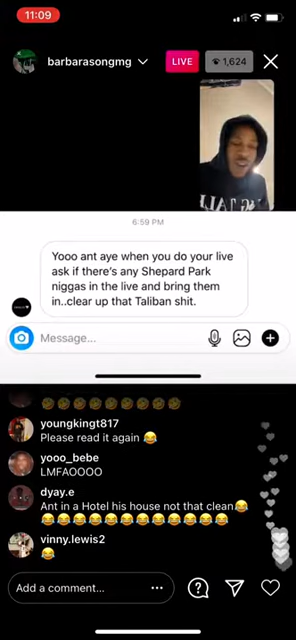 11:09
barbarasongmg
LIVE
1,624
6:59 PM
Yooo ant aye when you do your live
ask if there's any Shepard Park
niggas in the live and bring them
in..clear up that Taliban shit.
Message...
youngkingt817
Please read it again 😂
yooo_bebe
LMFAOOOO
dyay.e
Ant in a Hotel his house not that clean😂
😂😂😂😂😂😂😂😂😂😂😂😂
vinny.lewis2
😂
Add a comment...